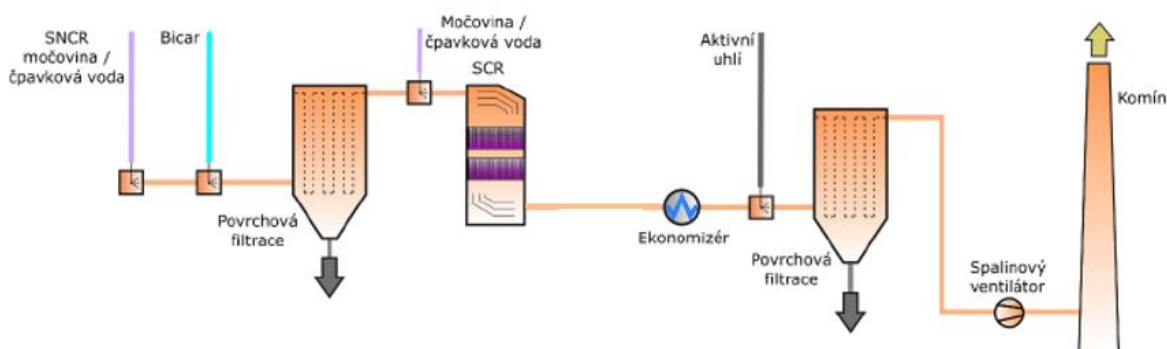 SNCR
močovina /
čpavková voda
Bicar
Močovina /
čpavková voda
SCR
Aktivní
uhlí
Komín
Povrchová
filtrace
Ekonomizér
Povrchová
filtrace
Spalinový
ventilátor